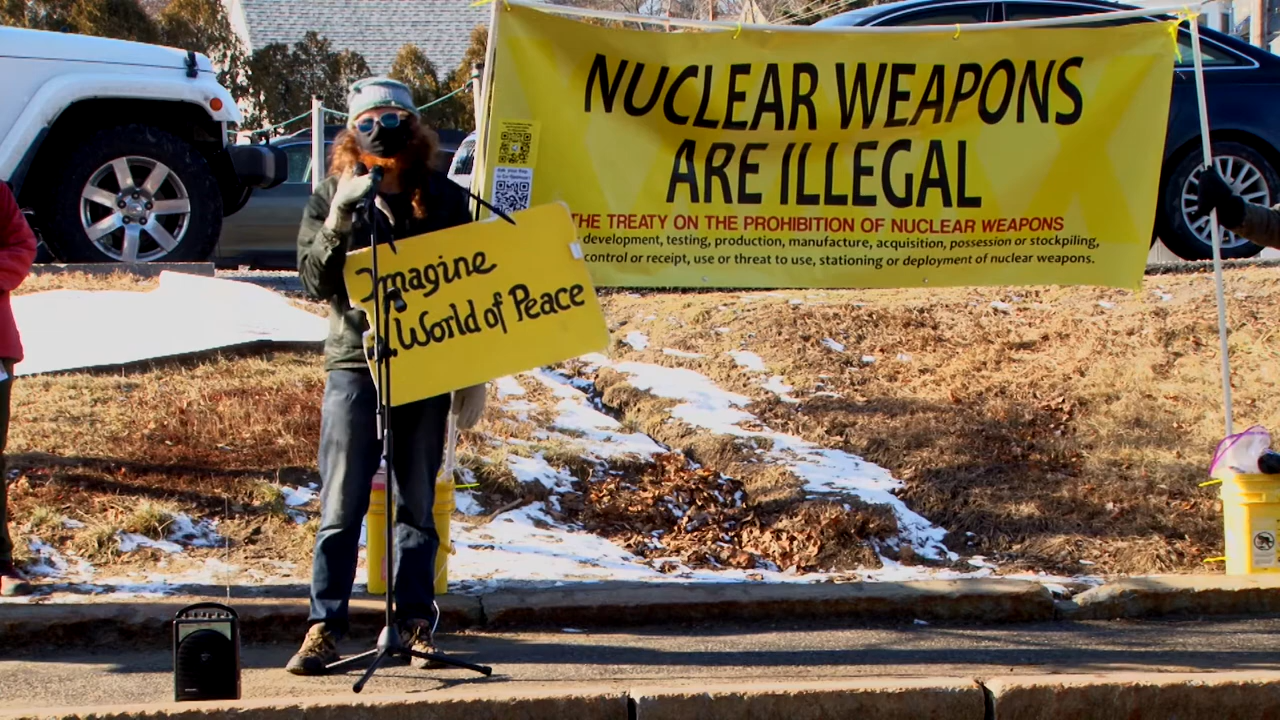 NUCLEAR WEAPONS
ARE ILLEGAL
THE TREATY ON THE PROHIBITION OF NUCLEAR WEAPONS
development, testing, production, manufacture, acquisition, possession or stockpiling,
control or receipt, use or threat to use, stationing or deployment of nuclear weapons.
Imagine
A World of Peace